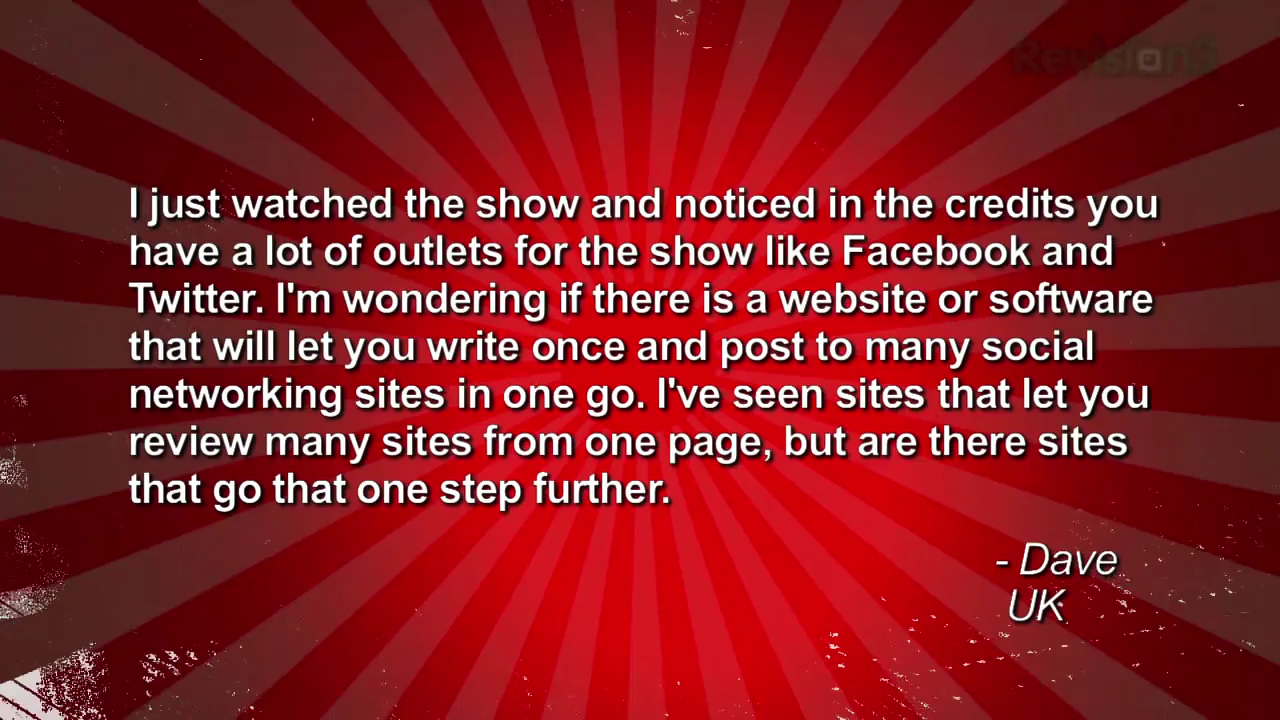 Revision3
I just watched the show and noticed in the credits you
have a lot of outlets for the show like Facebook and
Twitter. I'm wondering if there is a website or software
that will let you write once and post to many social
networking sites in one go. I've seen sites that let you
review many sites from one page, but are there sites
that go that one step further.
- Dave
UK